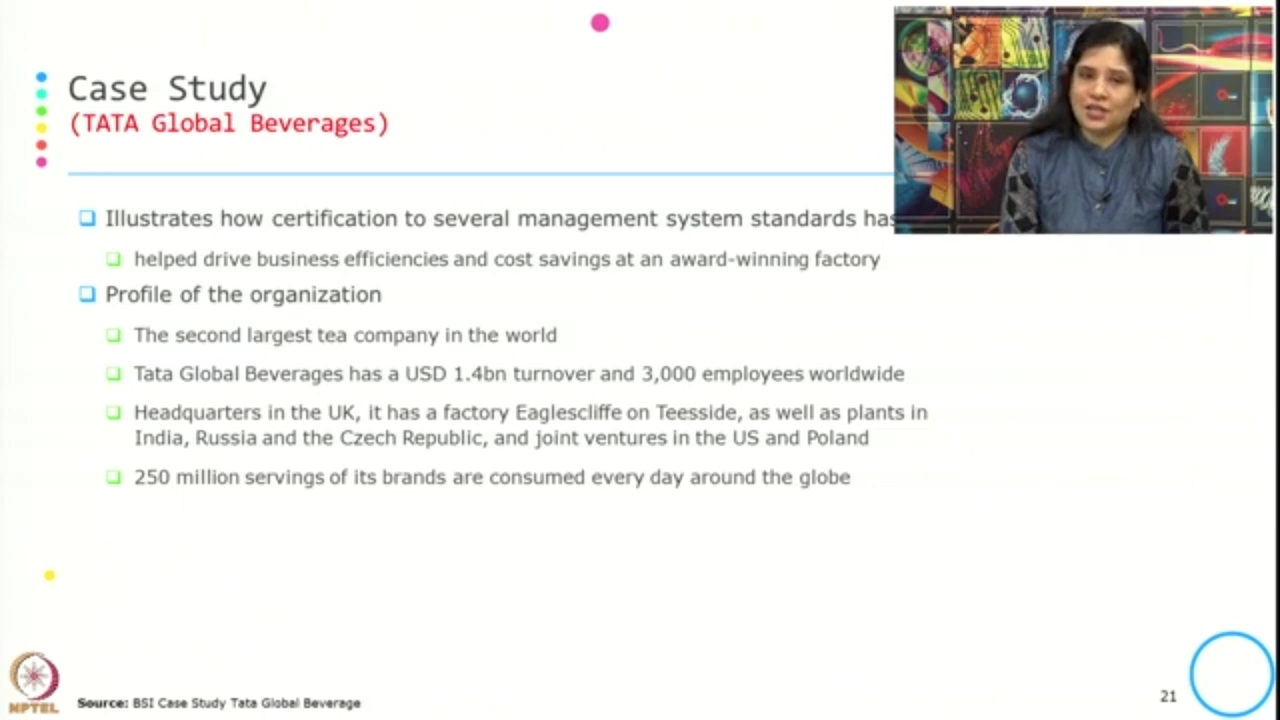 Case Study
(TATA Global Beverages)
Illustrates how certification to several management system standards has
helped drive business efficiencies and cost savings at an award-winning factory
Profile of the organization
The second largest tea company in the world
Tata Global Beverages has a USD 1.4bn turnover and 3,000 employees worldwide
Headquarters in the UK, it has a factory Eaglescliffe on Teesside, as well as plants in
India, Russia and the Czech Republic, and joint ventures in the US and Poland
250 million servings of its brands are consumed every day around the globe
NPTEL
Source: BSI Case Study Tata Global Beverage
21